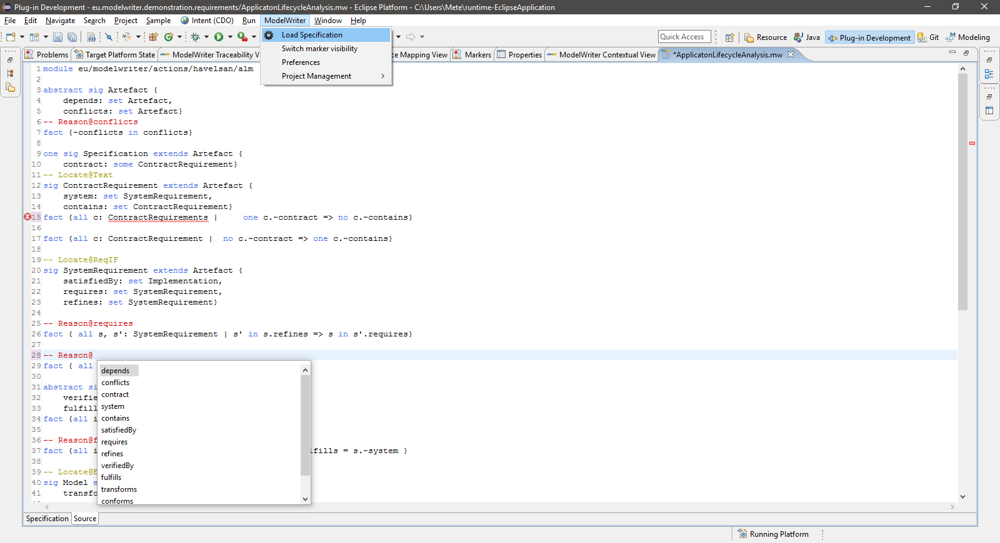 Plug-in Development - eu.modelwriter.demonstration.requirements/ApplicatonLifecycleAnalysis.mw - Eclipse Platform - C:\Users\Mete\runtime-EclipseApplication
File Edit Navigate Search Project Sample Intent (CDO) Run ModelWriter Window Help
Load Specification
Switch marker visibility
Preferences
Project Management
Quick Access Resource Java Plug-in Development Git Modeling
Problems Target Platform State ModelWriter Traceability V ce Mapping View Markers Properties ModelWriter Contextual View *ApplicatonLifecycleAnalysis.mw
1 module eu/modelwriter/actions/havelsan/alm
2
3 abstract sig Artefact {
4 depends: set Artefact,
5 conflicts: set Artefact}
6 -- Reason@conflicts
7 fact {~conflicts in conflicts}
8
9 one sig Specification extends Artefact {
10 contract: some ContractRequirement}
11 -- Locate@Text
12 sig ContractRequirement extends Artefact {
13 system: set SystemRequirement,
14 contains: set ContractRequirement}
15 fact {all c: ContractRequirements | one c.~contract => no c.~contains}
16
17 fact {all c: ContractRequirement | no c.~contract => one c.~contains}
18
19 -- Locate@ReqIF
20 sig SystemRequirement extends Artefact {
21 satisfiedBy: set Implementation,
22 requires: set SystemRequirement,
23 refines: set SystemRequirement}
24
25 -- Reason@requires
26 fact { all s, s': SystemRequirement | s' in s.refines => s in s'.requires}
27
28 -- Reason@
29 fact { all
30
31 abstract si
32 verifie
33 fulfill
34 fact {all i
35
36 -- Reason@f
37 fact {all i lfills = s.~system }
38
39 -- Locate@E
40 sig Model e
41 transfo
depends
conflicts
contract
system
contains
satisfiedBy
requires
refines
verifiedBy
fulfills
transforms
conforms
Specification Source
Running Platform